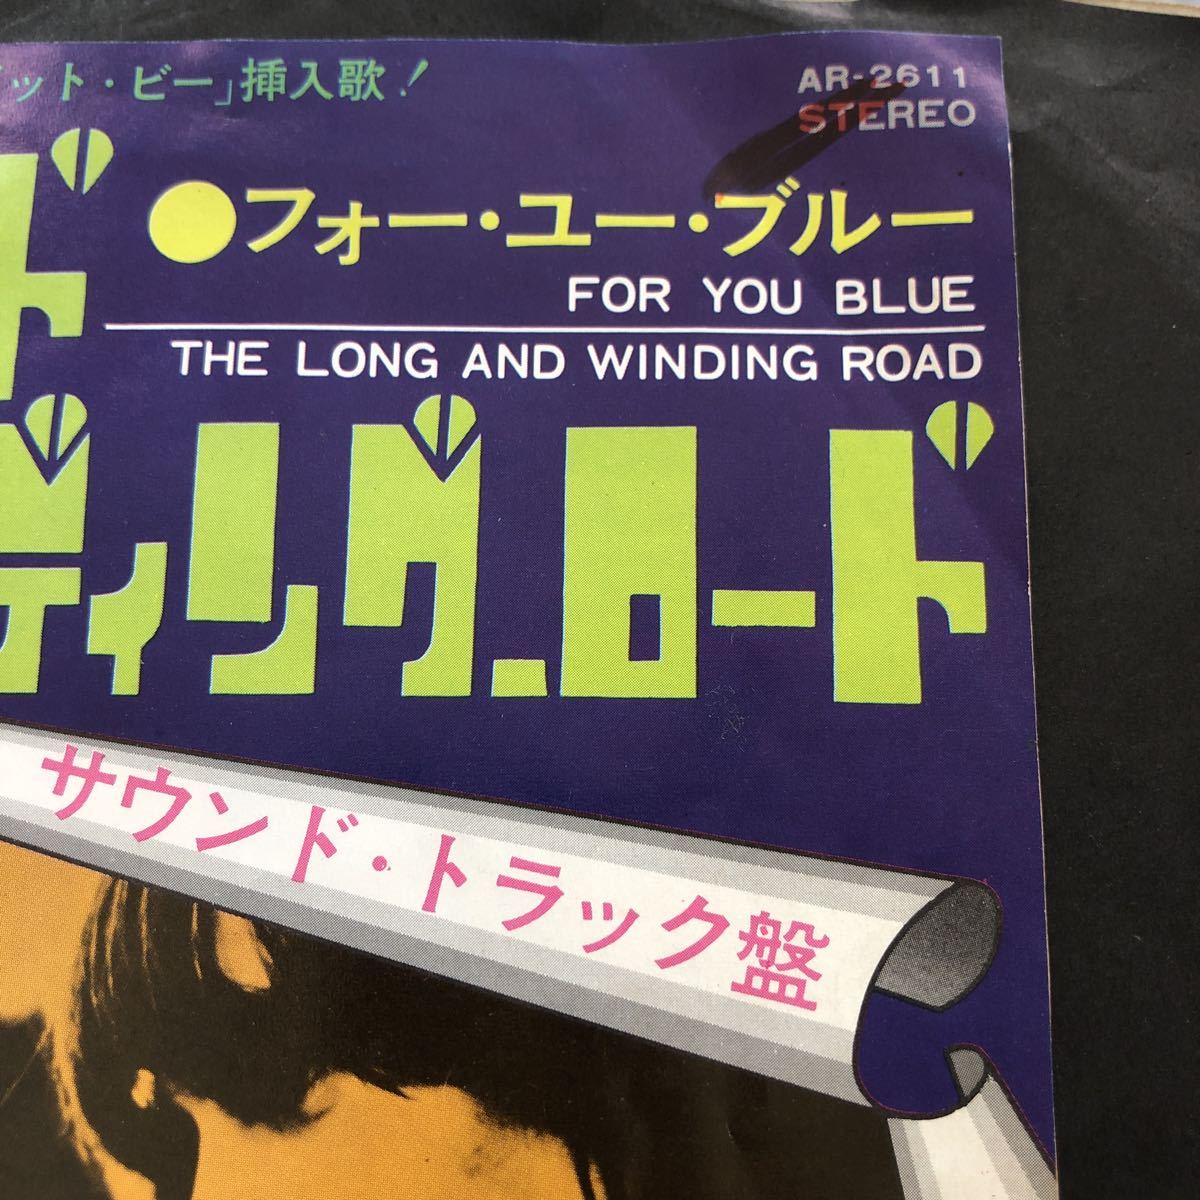 ット・ビー」挿入歌!
AR-2611
STEREO
●フォー・ユー・ブルー
FOR YOU BLUE
THE LONG AND WINDING ROAD
ド
ディング・ロード
サウンド・トラック盤